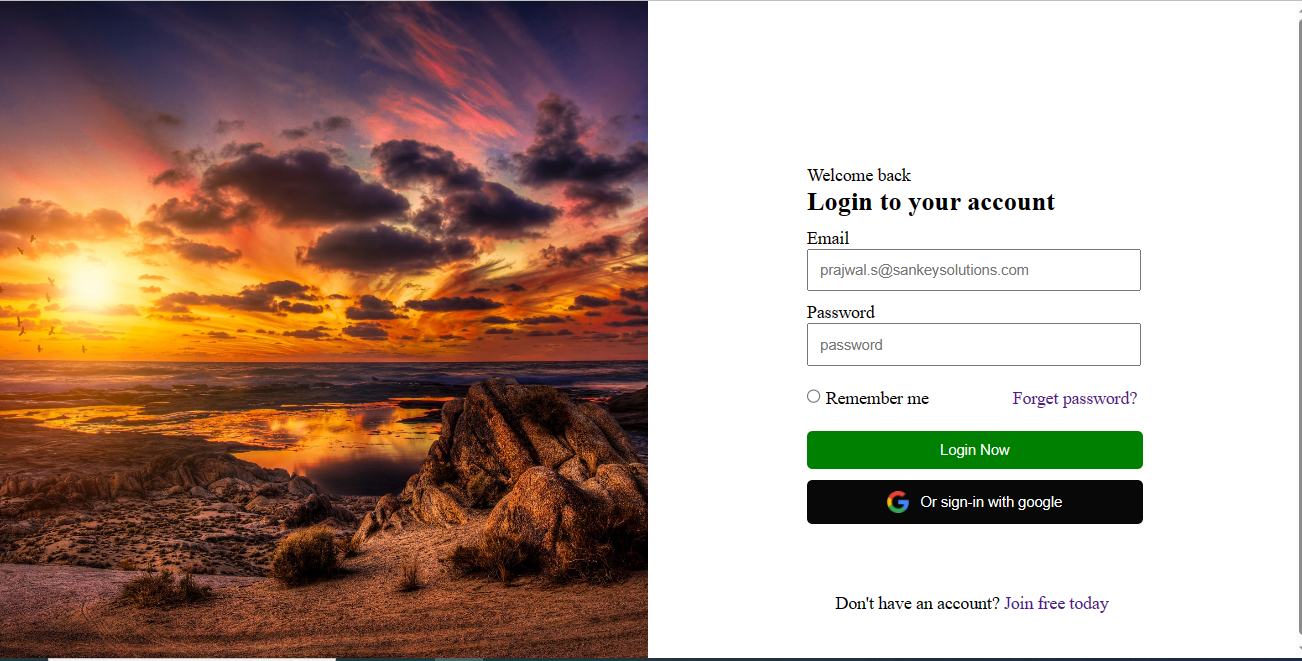 Welcome back
Login to your account
Email
prajwal.s@sankeysolutions.com
Password
password
Remember me Forget password?
Login Now
Or sign-in with google
Don't have an account? Join free today